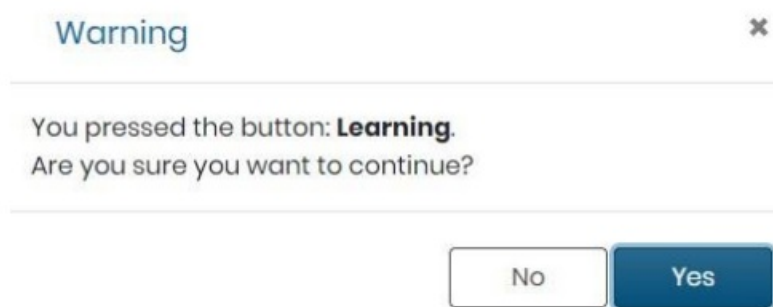 Warning
You pressed the button: Learning.
Are you sure you want to continue?
No
Yes